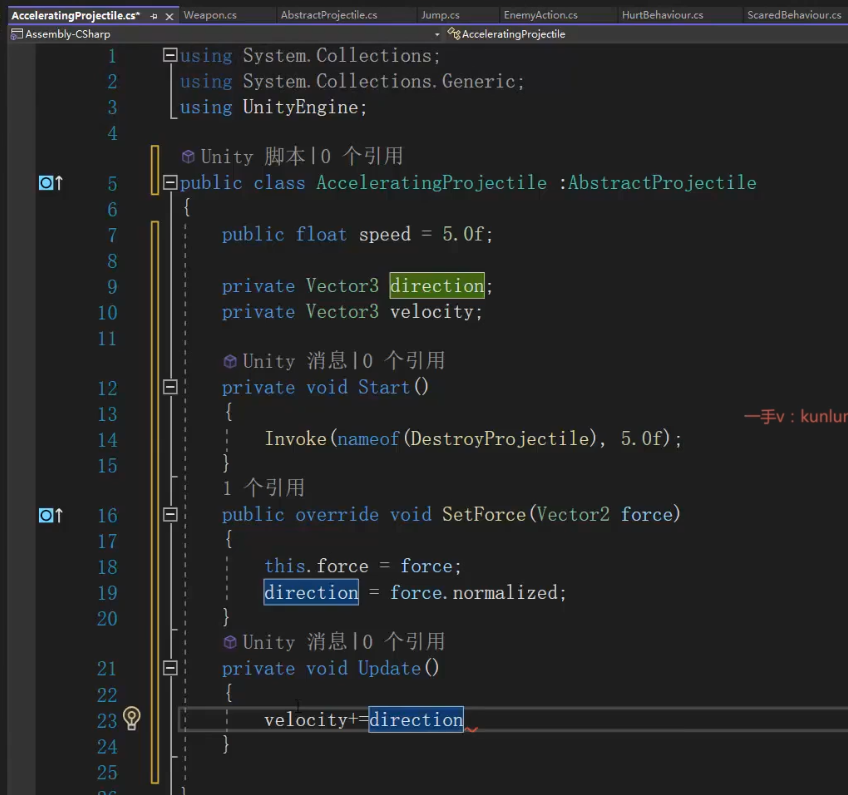 AcceleratingProjectile.cs* Weapon.cs AbstractProjectile.cs Jump.cs EnemyAction.cs HurtBehaviour.cs ScaredBehaviour.cs
Assembly-CSharp AcceleratingProjectile
1 using System.Collections;
2 using System.Collections.Generic;
3 using UnityEngine;
4
Unity 脚本|0 个引用
5 public class AcceleratingProjectile :AbstractProjectile
6 {
7 public float speed = 5.0f;
8
9 private Vector3 direction;
10 private Vector3 velocity;
11
Unity 消息|0 个引用
12 private void Start()
13 {
一手v：kunlun
14 Invoke(nameof(DestroyProjectile), 5.0f);
15 }
1 个引用
16 public override void SetForce(Vector2 force)
17 {
18 this.force = force;
19 direction = force.normalized;
20 }
Unity 消息|0 个引用
21 private void Update()
22 {
23 velocity+=direction
24 }
25
26 }